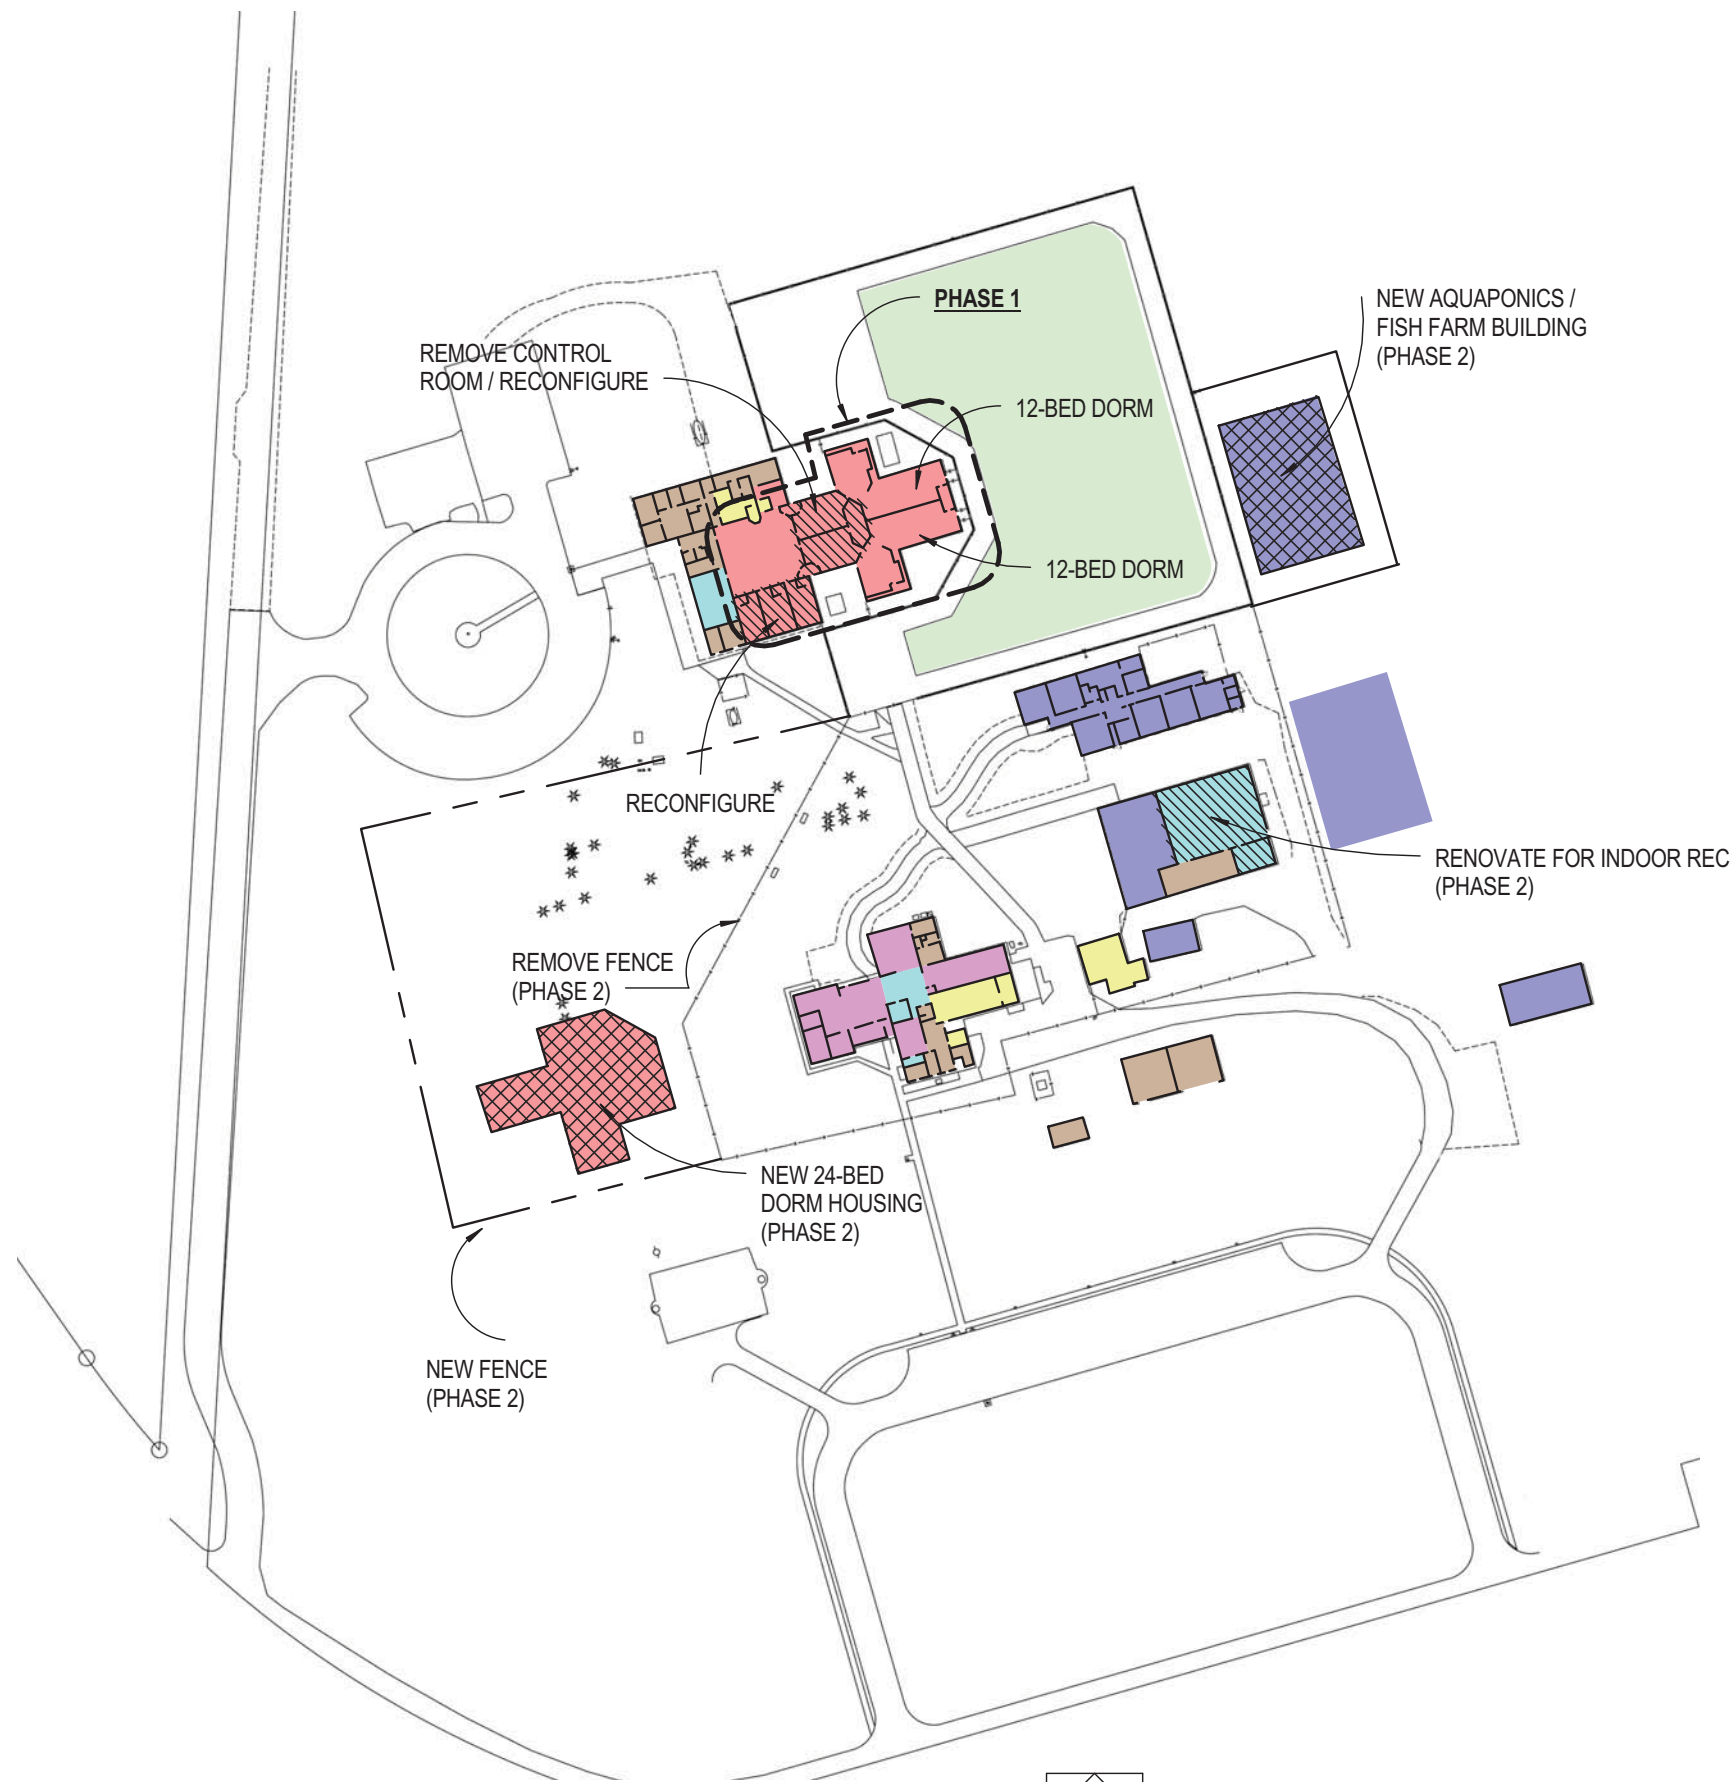 PHASE 1
NEW AQUAPONICS /
FISH FARM BUILDING
(PHASE 2)
REMOVE CONTROL
ROOM / RECONFIGURE
12-BED DORM
12-BED DORM
RECONFIGURE
RENOVATE FOR INDOOR REC
(PHASE 2)
REMOVE FENCE
(PHASE 2)
NEW 24-BED
DORM HOUSING
(PHASE 2)
NEW FENCE
(PHASE 2)